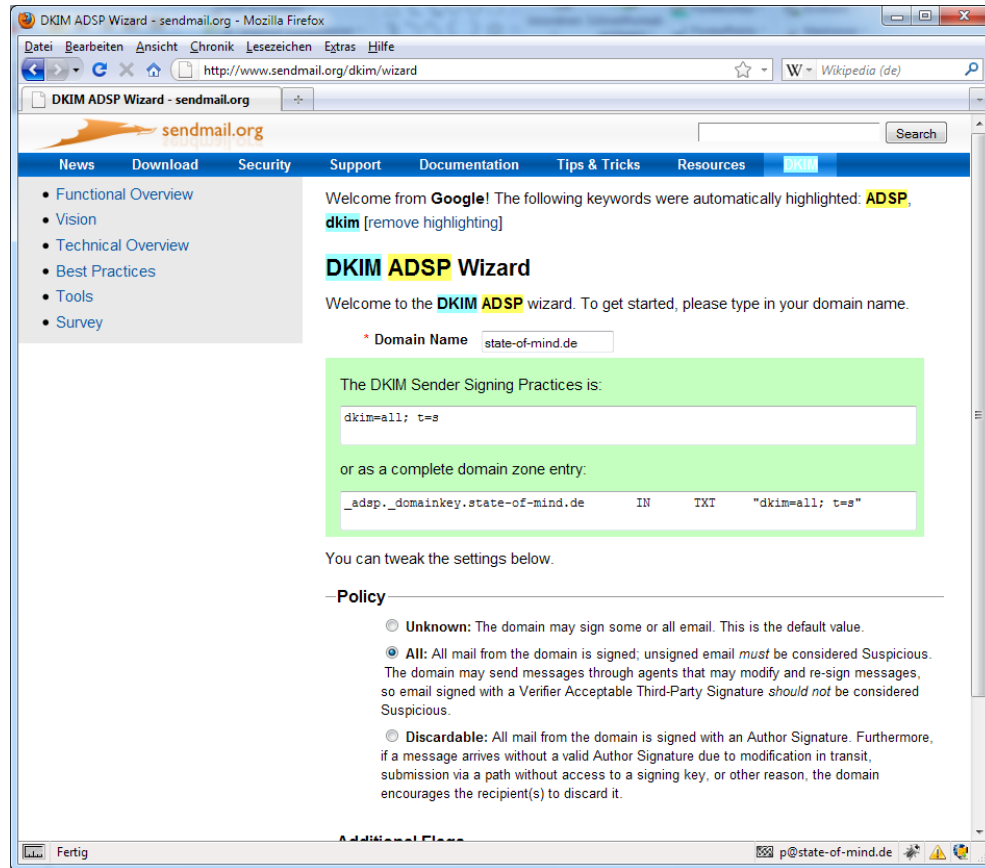 DKIM ADSP Wizard - sendmail.org - Mozilla Firefox
Datei Bearbeiten Ansicht Chronik Lesezeichen Extras Hilfe
http://www.sendmail.org/dkim/wizard
W Wikipedia (de)
DKIM ADSP Wizard - sendmail.org
sendmail.org
Search
News Download Security Support Documentation Tips & Tricks Resources DKIM
Functional Overview
Vision
Technical Overview
Best Practices
Tools
Survey
Welcome from Google! The following keywords were automatically highlighted: ADSP,
dkim [remove highlighting]
DKIM ADSP Wizard
Welcome to the DKIM ADSP wizard. To get started, please type in your domain name.
* Domain Name state-of-mind.de
The DKIM Sender Signing Practices is:
dkim=all; t=s
or as a complete domain zone entry:
_adsp._domainkey.state-of-mind.de IN TXT "dkim=all; t=s"
You can tweak the settings below.
Policy
Unknown: The domain may sign some or all email. This is the default value.
All: All mail from the domain is signed; unsigned email must be considered Suspicious.
The domain may send messages through agents that may modify and re-sign messages,
so email signed with a Verifier Acceptable Third-Party Signature should not be considered
Suspicious.
Discardable: All mail from the domain is signed with an Author Signature. Furthermore,
if a message arrives without a valid Author Signature due to modification in transit,
submission via a path without access to a signing key, or other reason, the domain
encourages the recipient(s) to discard it.
Additional Flags
Fertig
p@state-of-mind.de